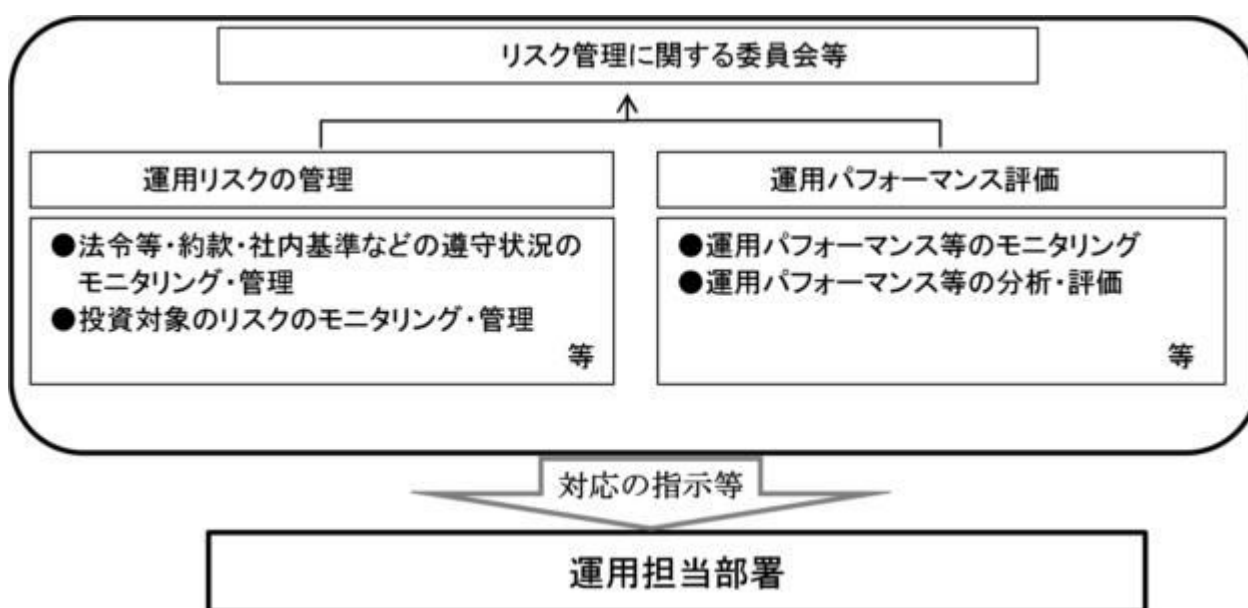 リスク管理に関する委員会等
運用リスクの管理
●法令等・約款・社内基準などの遵守状況の
モニタリング・管理
●投資対象のリスクのモニタリング・管理
等
運用パフォーマンス評価
●運用パフォーマンス等のモニタリング
●運用パフォーマンス等の分析・評価
等
対応の指示等
運用担当部署